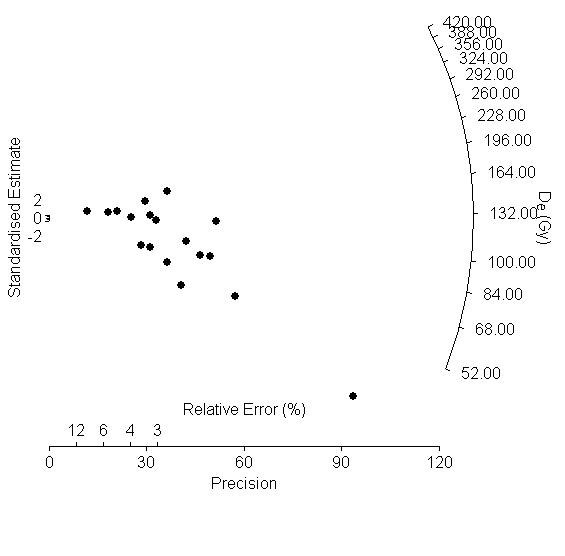 420.00
388.00
356.00
324.00
292.00
260.00
228.00
196.00
164.00
132.00
100.00
84.00
68.00
52.00
De (Gy)
Standardised Estimate
2
0
-2
Relative Error (%)
12 6 4 3
0 30 60 90 120
Precision